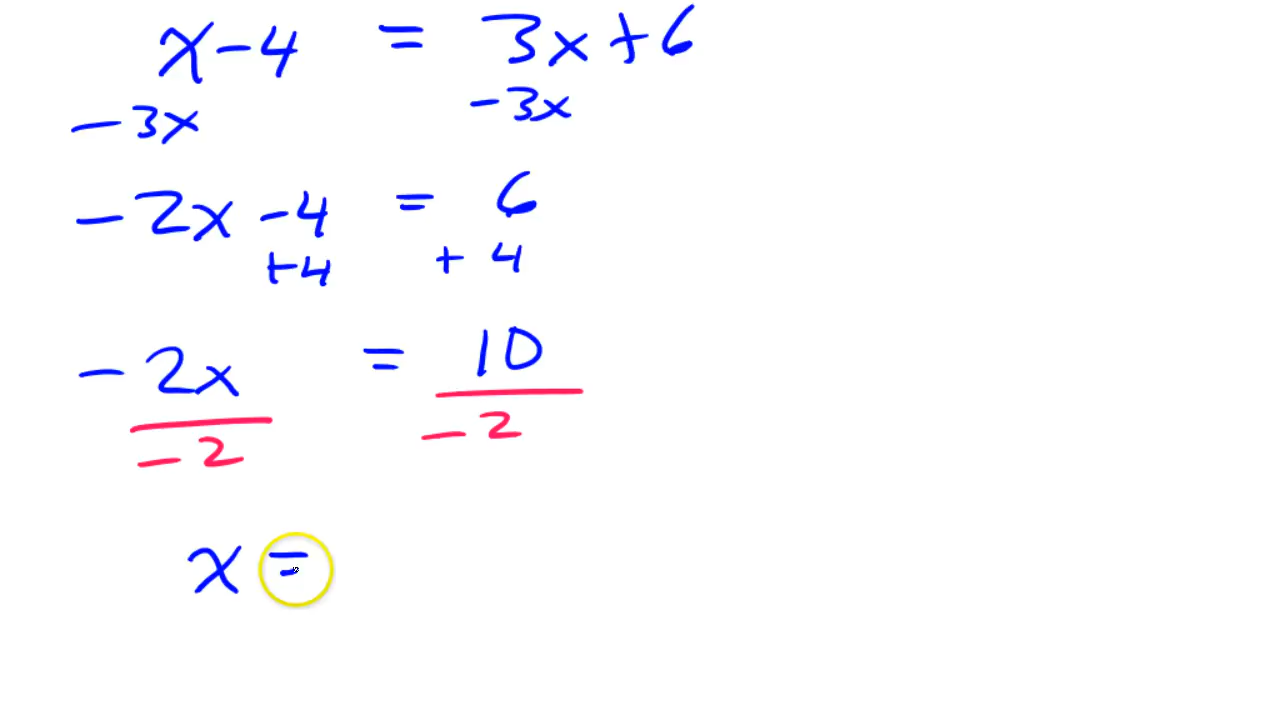 x - 4 = 3x + 6
- 3x - 3x
- 2x - 4 = 6
+4 + 4
- 2x = 10
- 2 - 2
x =